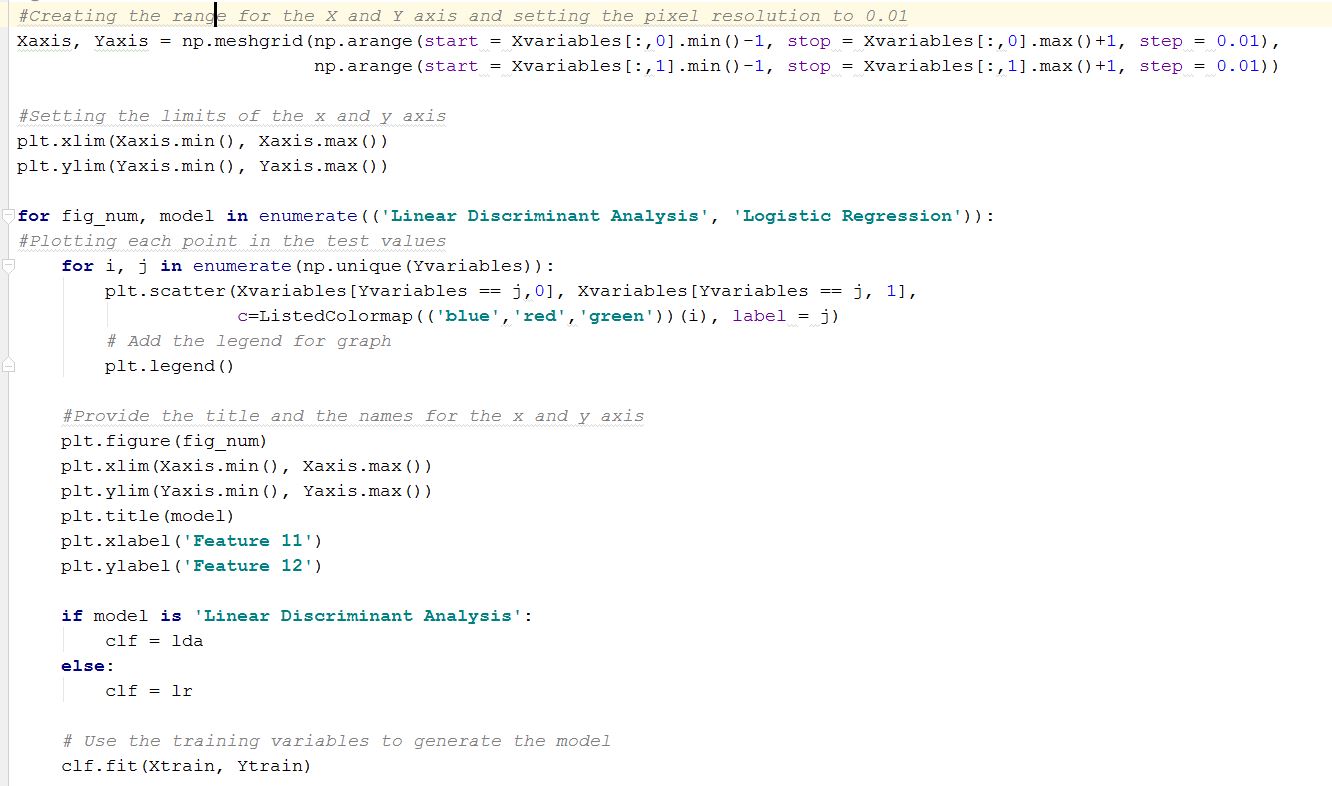 #Creating the range for the X and Y axis and setting the pixel resolution to 0.01
Xaxis, Yaxis = np.meshgrid(np.arange(start = Xvariables[:,0].min()-1, stop = Xvariables[:,0].max()+1, step = 0.01),
                           np.arange(start = Xvariables[:,1].min()-1, stop = Xvariables[:,1].max()+1, step = 0.01))

#Setting the limits of the x and y axis
plt.xlim(Xaxis.min(), Xaxis.max())
plt.ylim(Yaxis.min(), Yaxis.max())

for fig_num, model in enumerate(('Linear Discriminant Analysis', 'Logistic Regression')):
#Plotting each point in the test values
    for i, j in enumerate(np.unique(Yvariables)):
        plt.scatter(Xvariables[Yvariables == j,0], Xvariables[Yvariables == j, 1],
                    c=ListedColormap(('blue','red','green'))(i), label = j)
        # Add the legend for graph
        plt.legend()

    #Provide the title and the names for the x and y axis
    plt.figure(fig_num)
    plt.xlim(Xaxis.min(), Xaxis.max())
    plt.ylim(Yaxis.min(), Yaxis.max())
    plt.title(model)
    plt.xlabel('Feature 11')
    plt.ylabel('Feature 12')

    if model is 'Linear Discriminant Analysis':
        clf = lda
    else:
        clf = lr

    # Use the training variables to generate the model
    clf.fit(Xtrain, Ytrain)